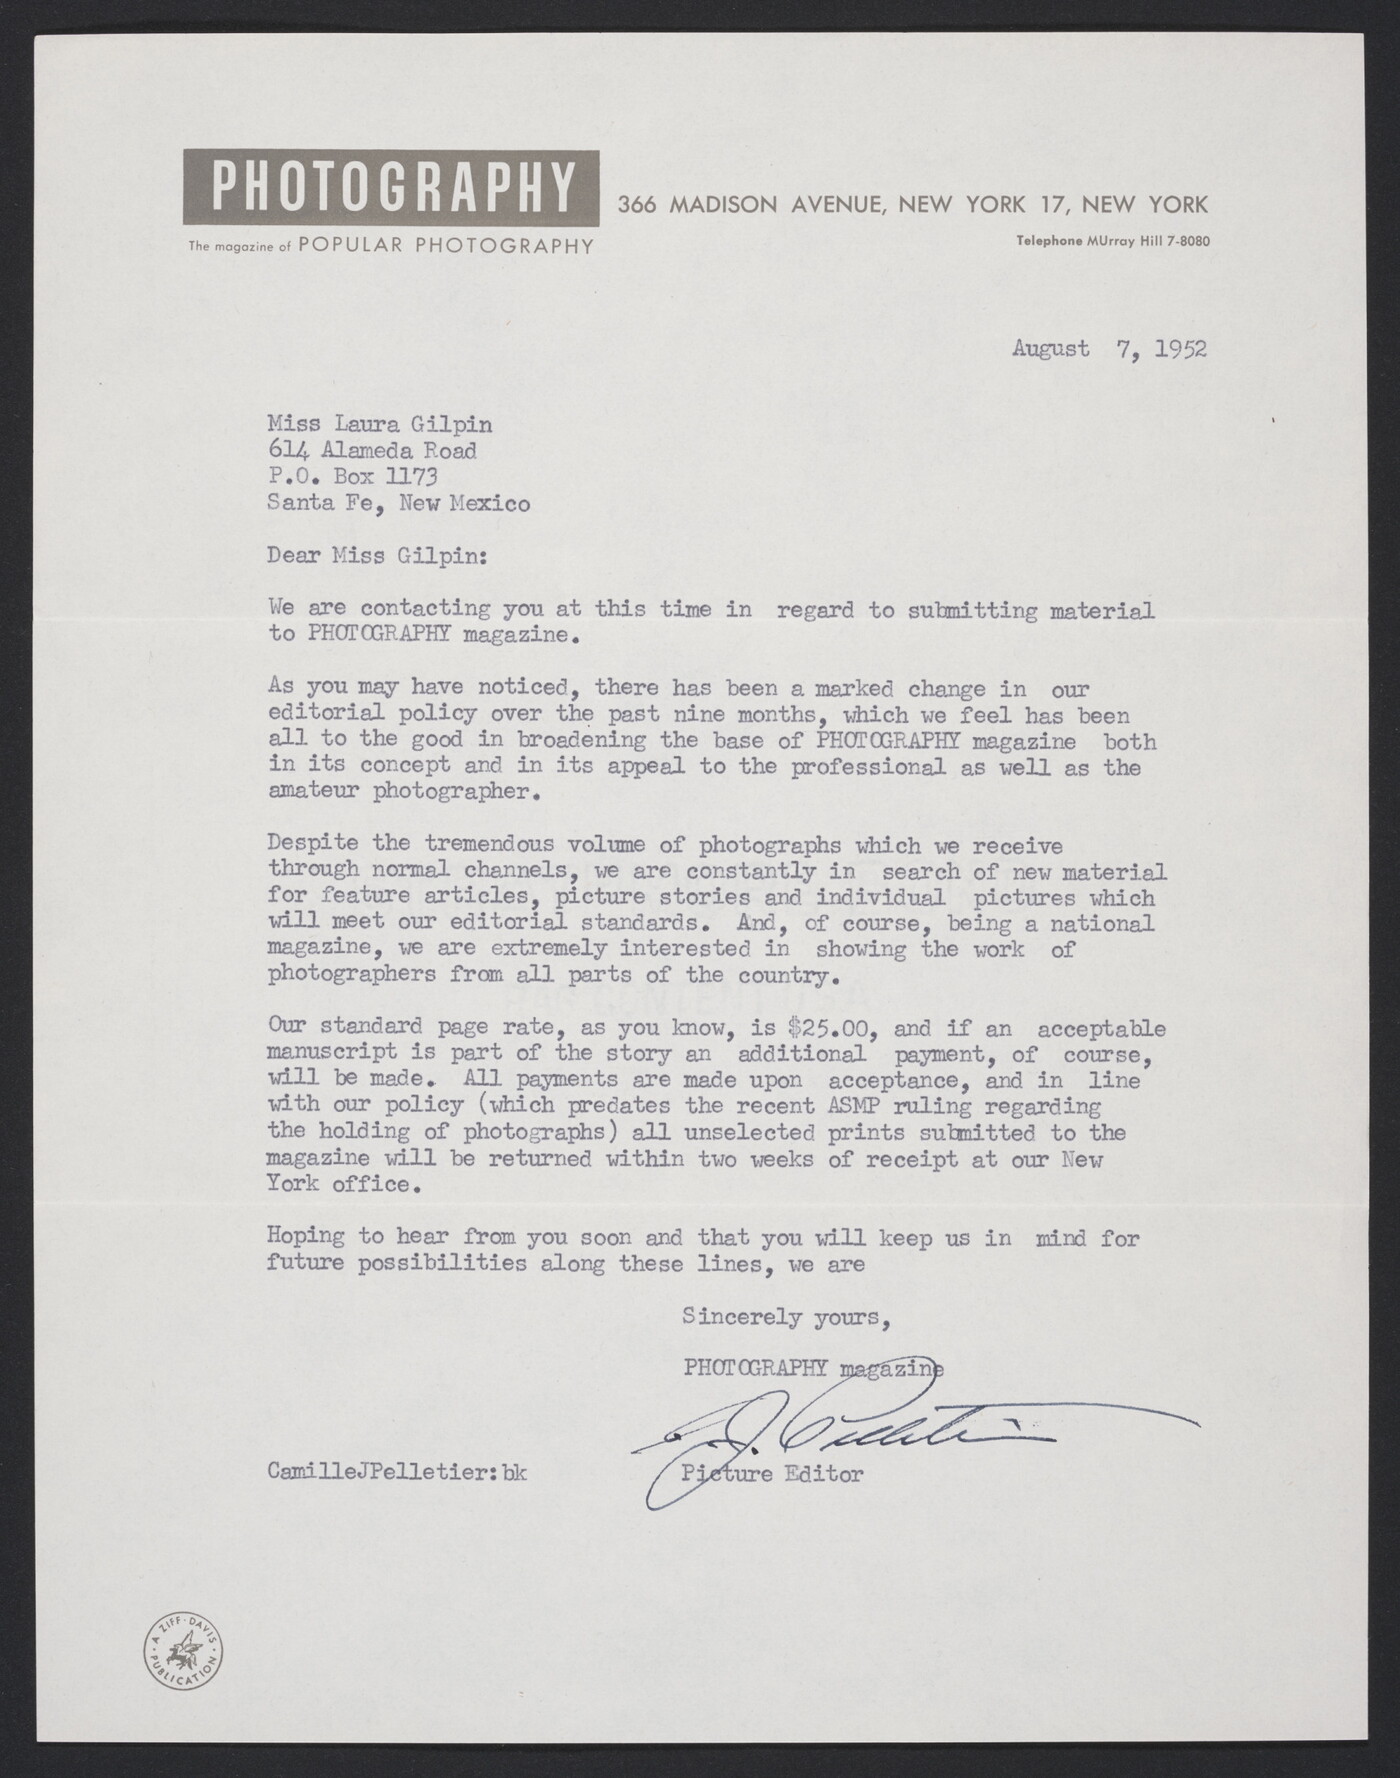 PHOTOGRAPHY
366 MADISON AVENUE, NEW YORK 17, NEW YORK
The magazine of POPULAR PHOTOGRAPHY
Telephone MUrray Hill 7-8080
August 7, 1952
Miss Laura Gilpin
614 Alameda Road
P.O. Box 1173
Santa Fe, New Mexico
Dear Miss Gilpin:
We are contacting you at this time in regard to submitting material
to PHOTOGRAPHY magazine.
As you may have noticed, there has been a marked change in our
editorial policy over the past nine months, which we feel has been
all to the good in broadening the base of PHOTOGRAPHY magazine both
in its concept and in its appeal to the professional as well as the
amateur photographer.
Despite the tremendous volume of photographs which we receive
through normal channels, we are constantly in search of new material
for feature articles, picture stories and individual pictures which
will meet our editorial standards. And, of course, being a national
magazine, we are extremely interested in showing the work of
photographers from all parts of the country.
Our standard page rate, as you know, is $25.00, and if an acceptable
manuscript is part of the story an additional payment, of course,
will be made. All payments are made upon acceptance, and in line
with our policy (which predates the recent ASMP ruling regarding
the holding of photographs) all unselected prints submitted to the
magazine will be returned within two weeks of receipt at our New
York office.
Hoping to hear from you soon and that you will keep us in mind for
future possibilities along these lines, we are
Sincerely yours,
PHOTOGRAPHY magazine
C. J. Pelletier
CamilleJPelletier:bk
Picture Editor
A ZIFF-DAVIS PUBLICATION